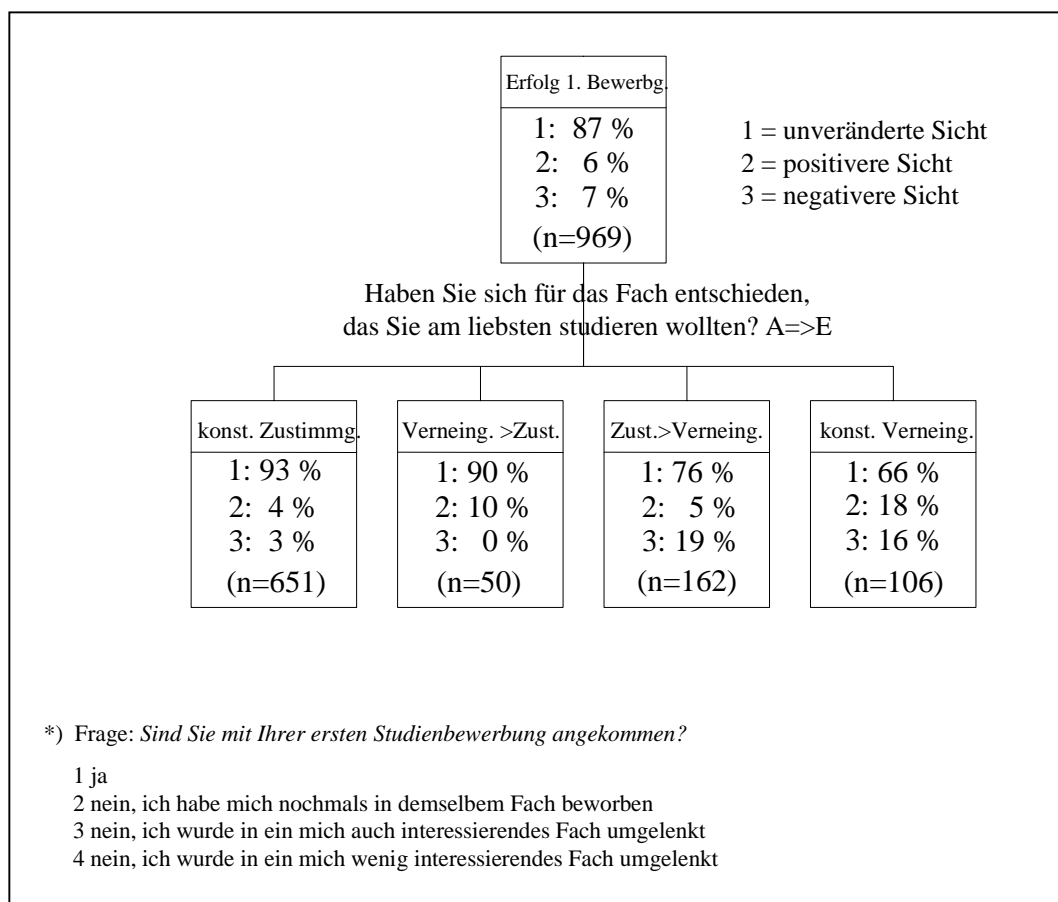 Erfolg 1. Bewerbg.
1: 87 %
2: 6 %
3: 7 %
(n=969)
1 = unveränderte Sicht
2 = positivere Sicht
3 = negativere Sicht
Haben Sie sich für das Fach entschieden,
das Sie am liebsten studieren wollten? A=>E
konst. Zustimmg.
1: 93 %
2: 4 %
3: 3 %
(n=651)
Verneing. >Zust.
1: 90 %
2: 10 %
3: 0 %
(n=50)
Zust.>Verneing.
1: 76 %
2: 5 %
3: 19 %
(n=162)
konst. Verneing.
1: 66 %
2: 18 %
3: 16 %
(n=106)
*) Frage: Sind Sie mit Ihrer ersten Studienbewerbung angekommen?
1 ja
2 nein, ich habe mich nochmals in demselbem Fach beworben
3 nein, ich wurde in ein mich auch interessierendes Fach umgelenkt
4 nein, ich wurde in ein mich wenig interessierendes Fach umgelenkt